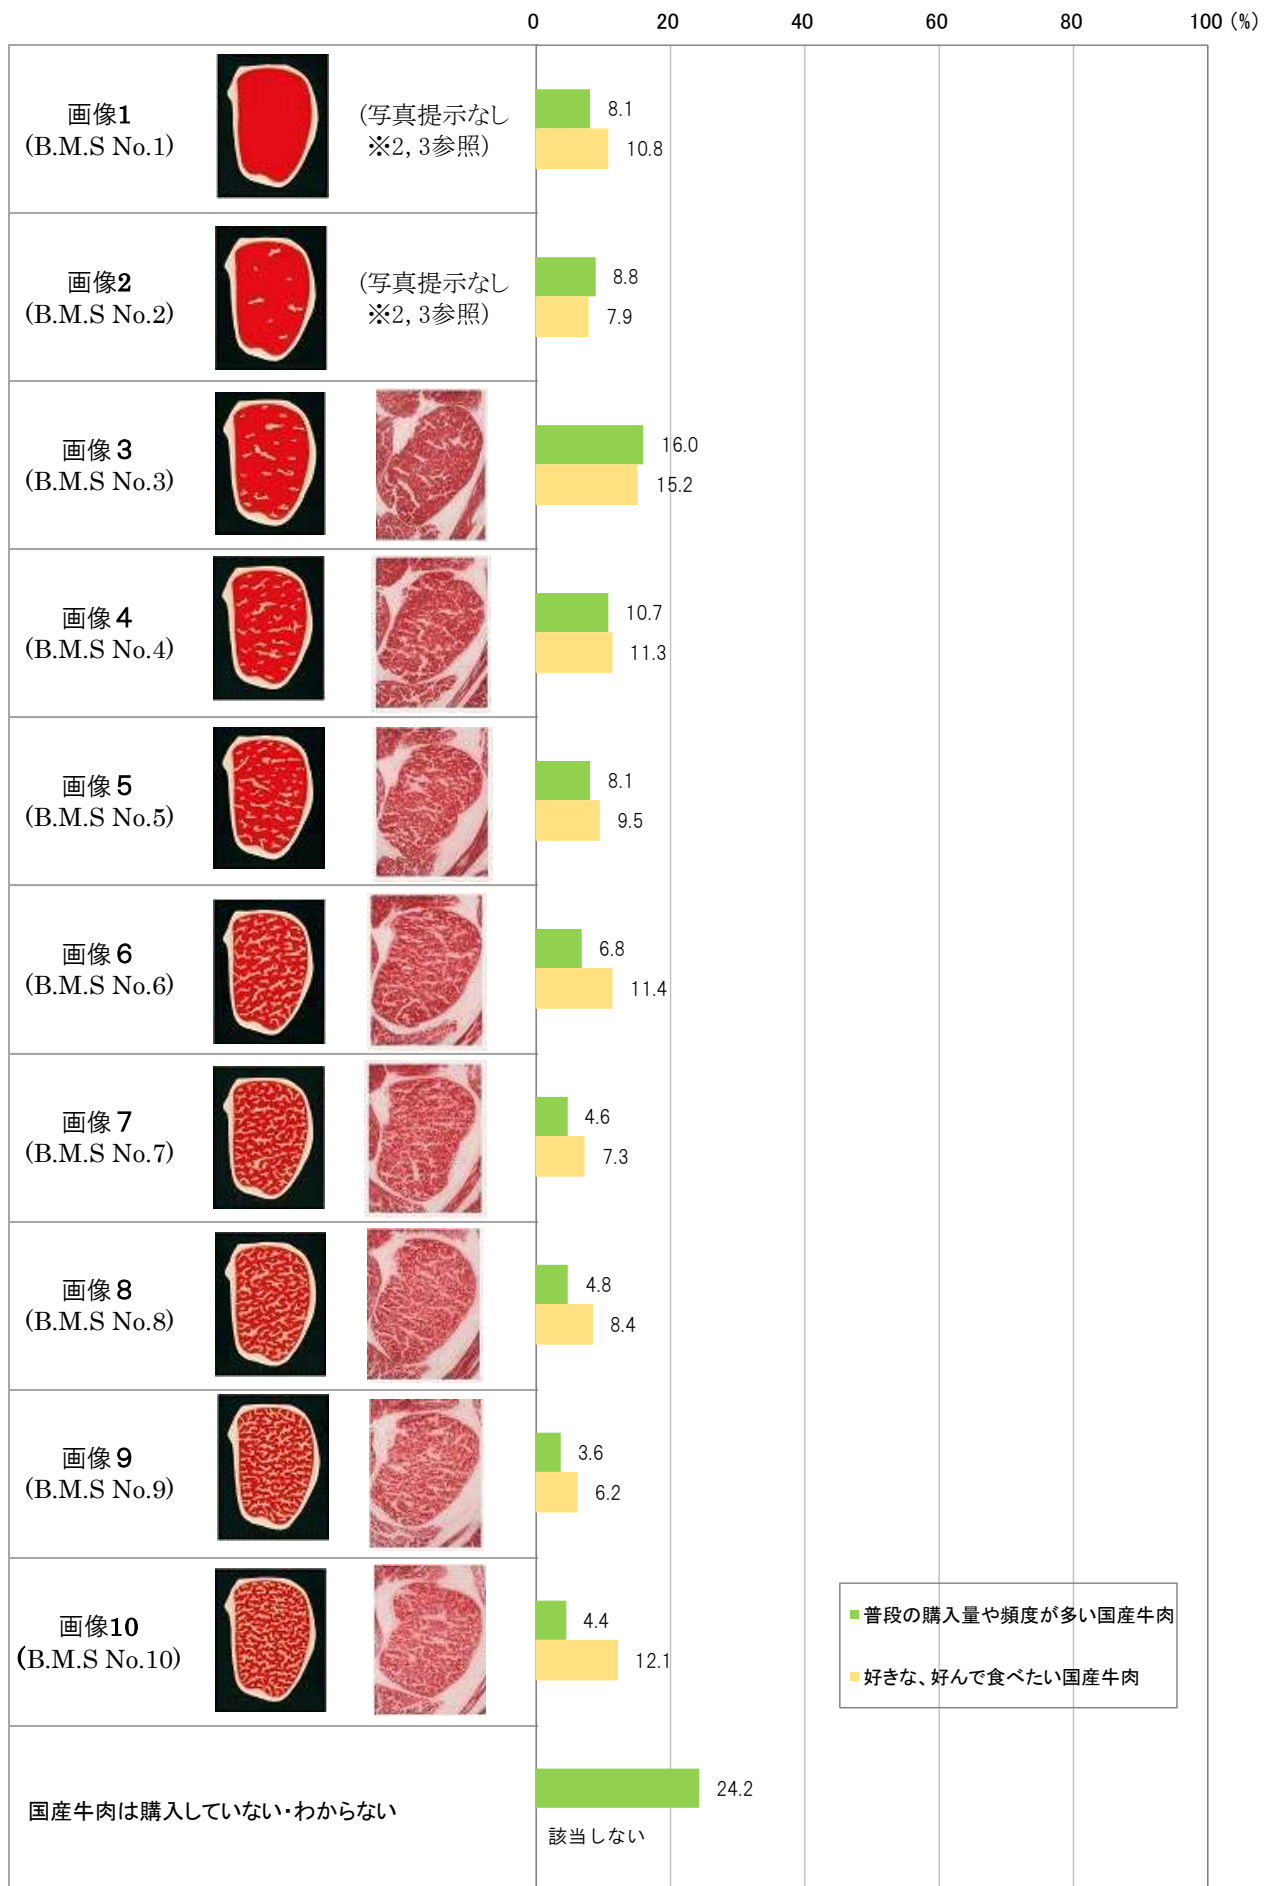 0 20 40 60 80 100 (%)
画像1
(B.M.S No.1)
(写真提示なし
※2, 3参照)
8.1
10.8
画像2
(B.M.S No.2)
(写真提示なし
※2, 3参照)
8.8
7.9
画像3
(B.M.S No.3)
16.0
15.2
画像4
(B.M.S No.4)
10.7
11.3
画像5
(B.M.S No.5)
8.1
9.5
画像6
(B.M.S No.6)
6.8
11.4
画像7
(B.M.S No.7)
4.6
7.3
画像8
(B.M.S No.8)
4.8
8.4
画像9
(B.M.S No.9)
3.6
6.2
画像10
(B.M.S No.10)
4.4
12.1
普段の購入量や頻度が多い国産牛肉
好きな、好んで食べたい国産牛肉
国産牛肉は購入していない・わからない
24.2
該当しない